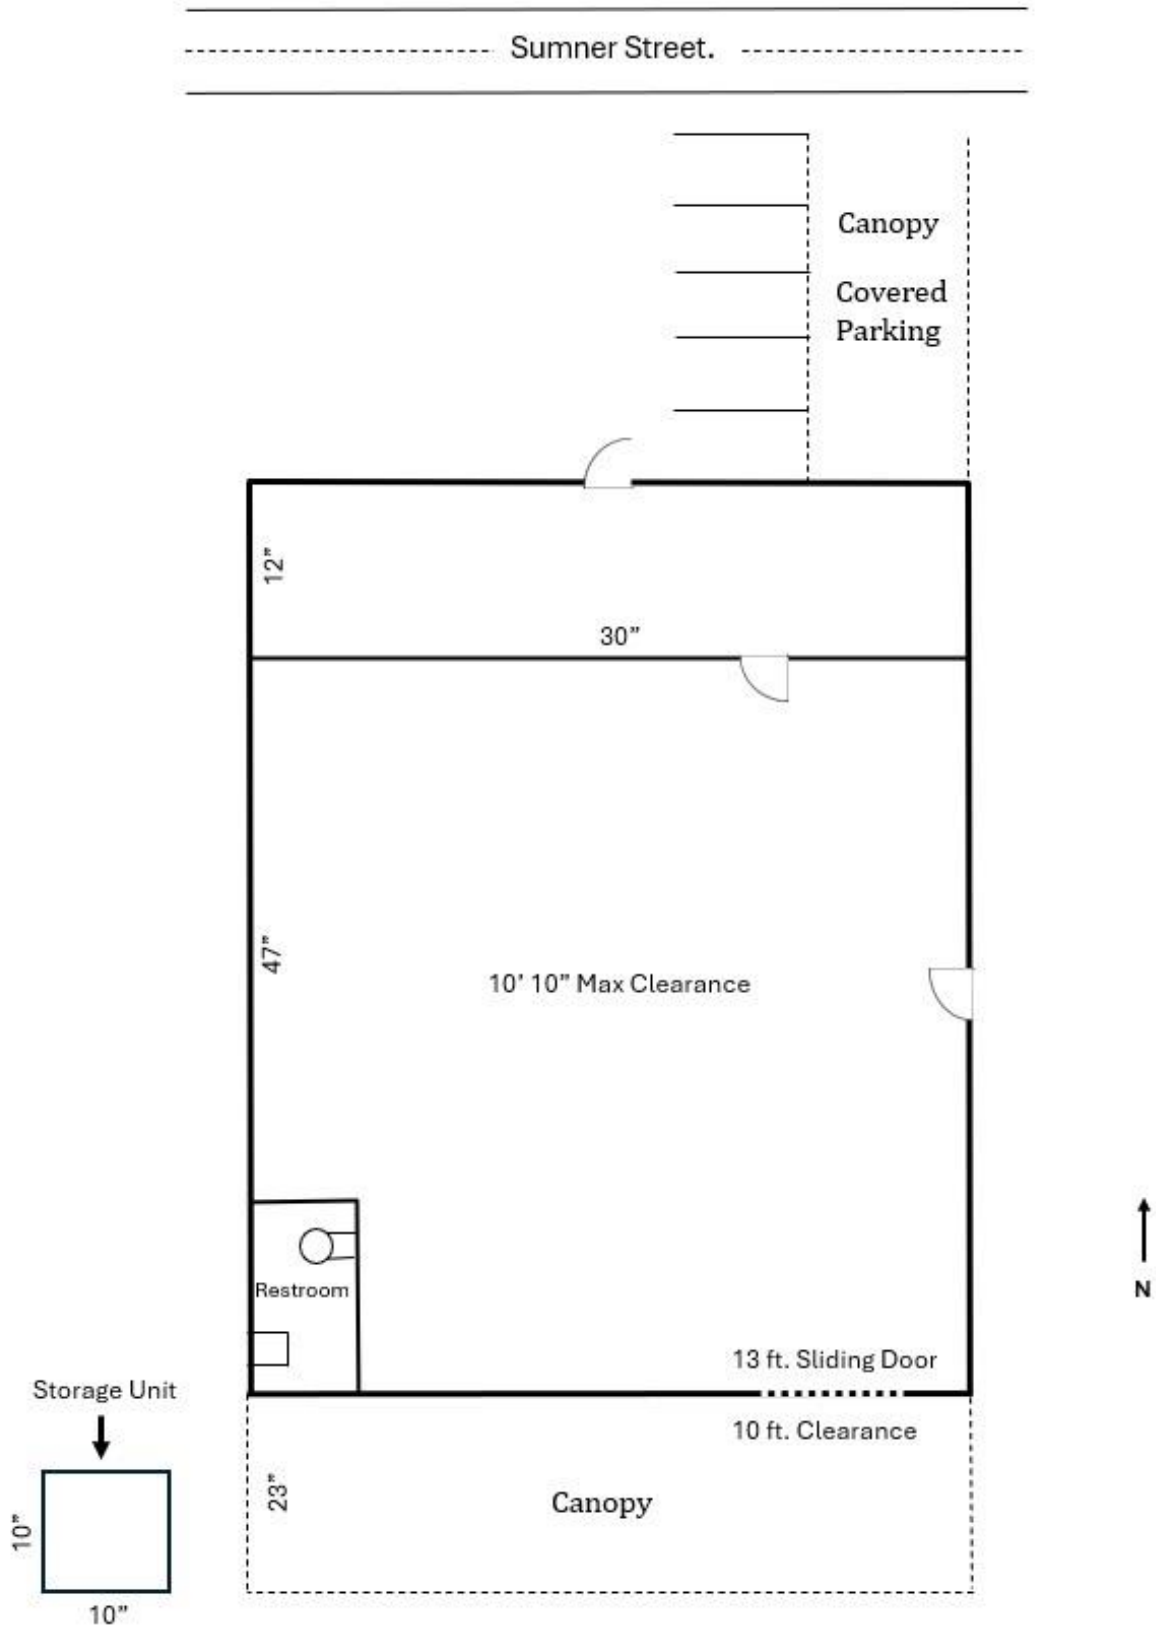 Sumner Street.
Canopy
Covered
Parking
12”
30”
47”
10’ 10” Max Clearance
Restroom
N
13 ft. Sliding Door
Storage Unit
10 ft. Clearance
23”
Canopy
10”
10”